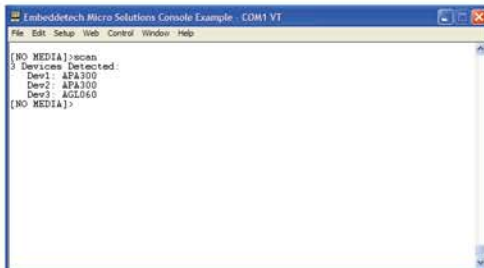 Embeddetech Micro Solutions Console Example - COM1 VT
File Edit Setup Web Control Window Help
[NO MEDIA]>scan
3 Devices Detected:
Dev1: APA300
Dev2: APA300
Dev3: AGL060
[NO MEDIA]>